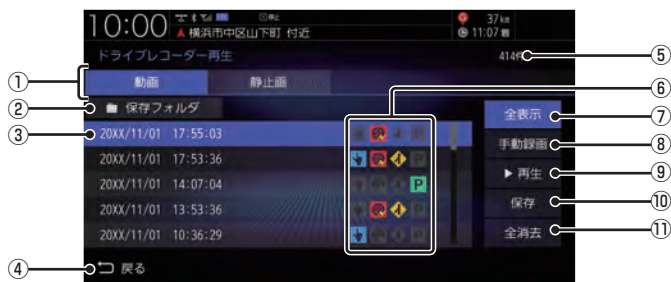 10:00 停止 G 37km
横浜市中区山下町 付近 11:07着
ドライブレコーダー再生 414件 ⑤
① 動画 静止画 ⑥
② 保存フォルダ 全表示 ⑦
③ 20XX/11/01 17:55:03 手動録画 ⑧
20XX/11/01 17:53:36 P ▶ 再生 ⑨
20XX/11/01 14:07:04 P
20XX/11/01 13:53:36 P 保存 ⑩
20XX/11/01 10:36:29 P 全消去 ⑪
④ 戻る